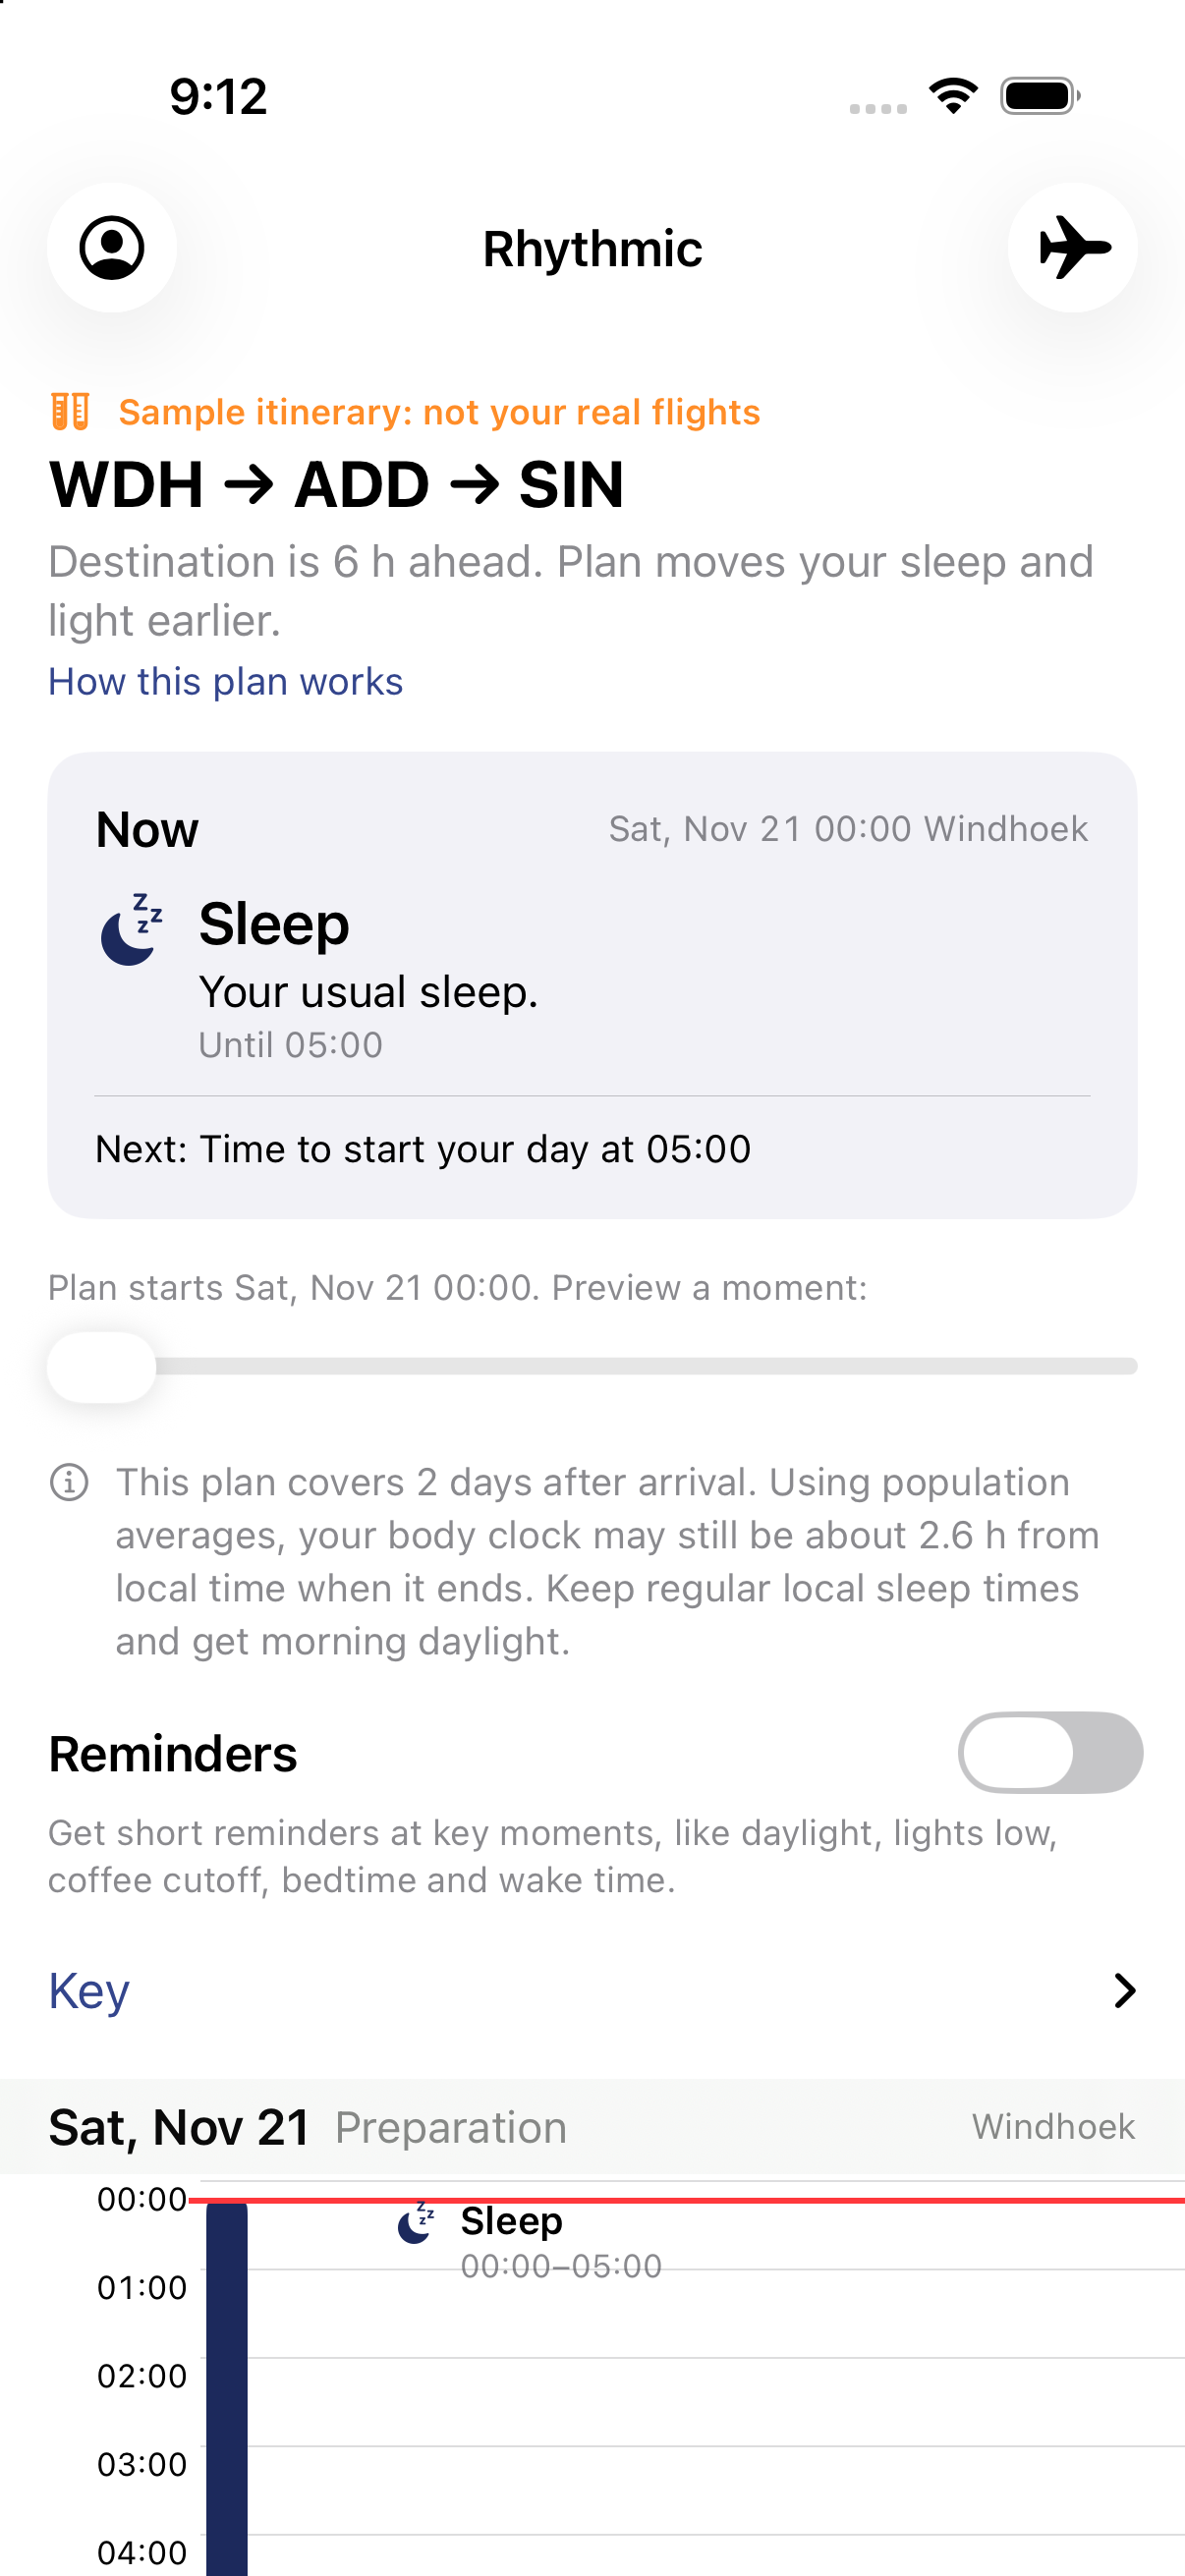 9:12
Rhythmic
Sample itinerary: not your real flights
WDH → ADD → SIN
Destination is 6 h ahead. Plan moves your sleep and
light earlier.
How this plan works
Now
Sat, Nov 21 00:00 Windhoek
Sleep
Your usual sleep.
Until 05:00
Next: Time to start your day at 05:00
Plan starts Sat, Nov 21 00:00. Preview a moment:
This plan covers 2 days after arrival. Using population
averages, your body clock may still be about 2.6 h from
local time when it ends. Keep regular local sleep times
and get morning daylight.
Reminders
Get short reminders at key moments, like daylight, lights low,
coffee cutoff, bedtime and wake time.
Key
Sat, Nov 21 Preparation
Windhoek
00:00
Sleep
00:00–05:00
01:00
02:00
03:00
04:00